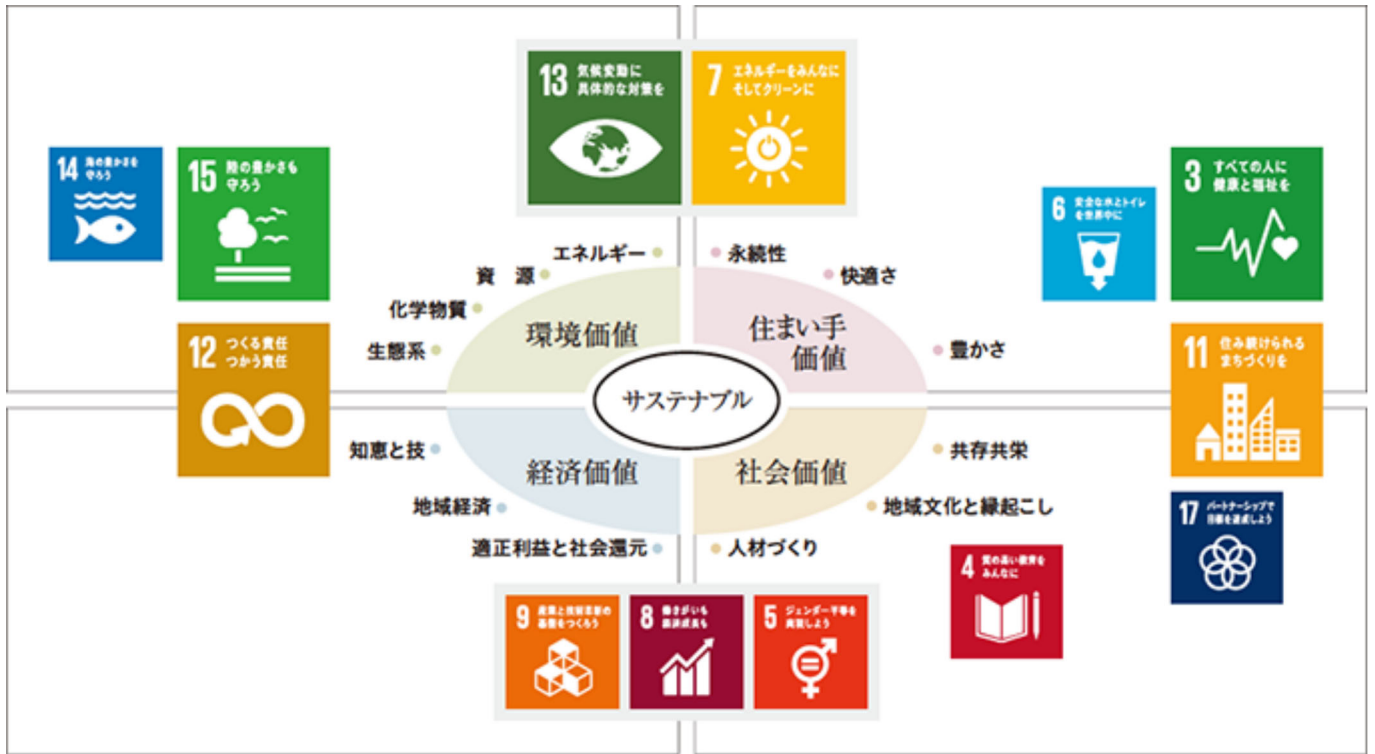 13 気候変動に
具体的な対策を
7 エネルギーをみんなに
そしてクリーンに
14 海の豊かさを
守ろう
15 陸の豊かさも
守ろう
6 安全な水とトイレ
を世界中に
3 すべての人に
健康と福祉を
エネルギー
資 源
化学物質
生態系
環境価値
永続性
快適さ
豊かさ
住まい手
価値
12 つくる責任
つかう責任
11 住み続けられる
まちづくりを
サステナブル
知恵と技
地域経済
適正利益と社会還元
経済価値
社会価値
共存共栄
地域文化と縁起こし
人材づくり
17 パートナーシップで
目標を達成しよう
4 質の高い教育を
みんなに
9 産業と技術革新の
基盤をつくろう
8 働きがいも
経済成長も
5 ジェンダー平等を
実現しよう